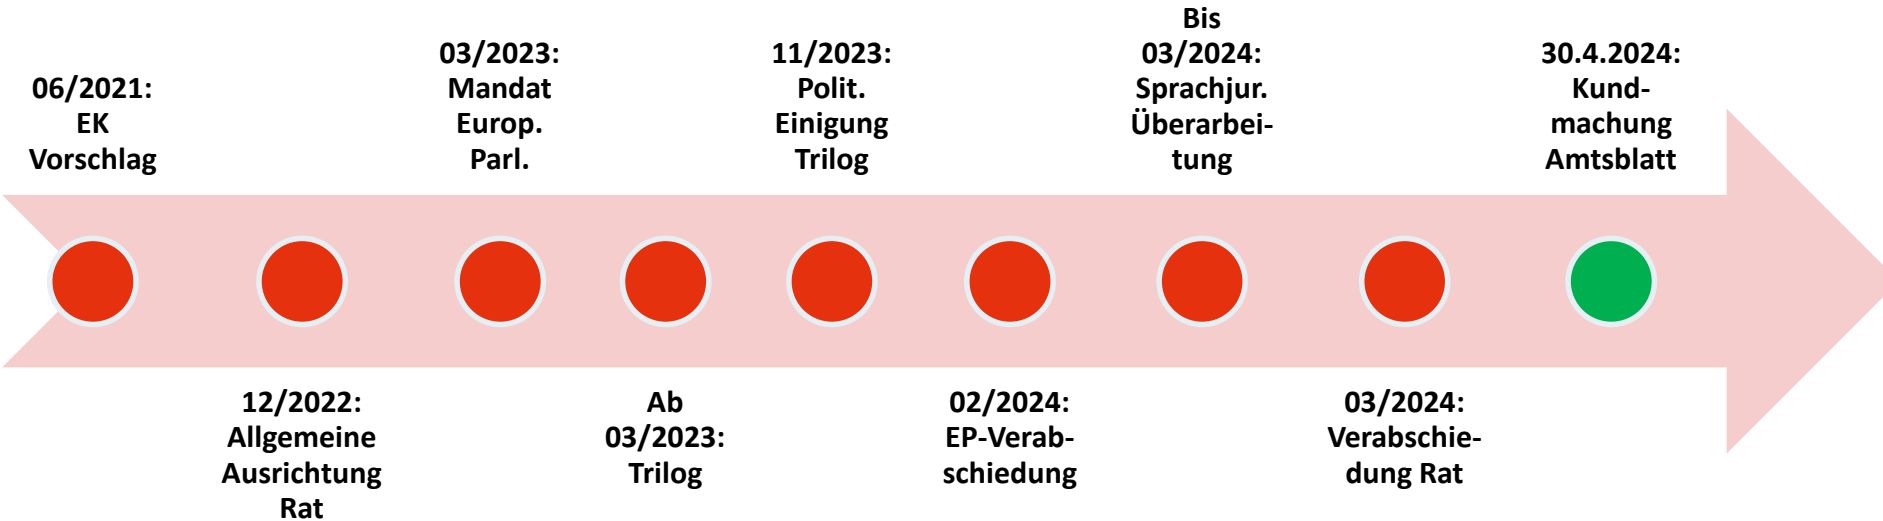 06/2021:
EK
Vorschlag
12/2022:
Allgemeine
Ausrichtung
Rat
03/2023:
Mandat
Europ.
Parl.
Ab
03/2023:
Trilog
11/2023:
Polit.
Einigung
Trilog
02/2024:
EP-Verab-
schiedung
Bis
03/2024:
Sprachjur.
Überarbei-
tung
03/2024:
Verabschie-
dung Rat
30.4.2024:
Kund-
machung
Amtsblatt